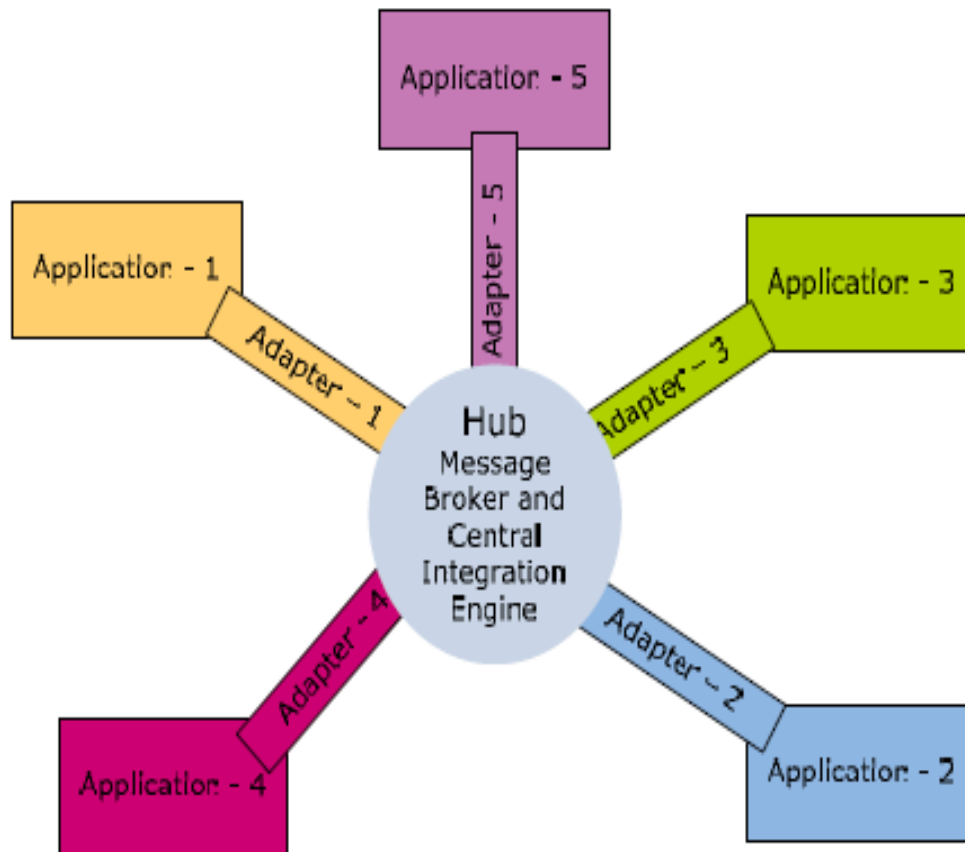 Application - 5
Adapter - 5
Application - 1
Adapter - 1
Application - 3
Adapter - 3
Hub
Message
Broker and
Central
Integration
Engine
Adapter - 4
Application - 4
Adapter - 2
Application - 2